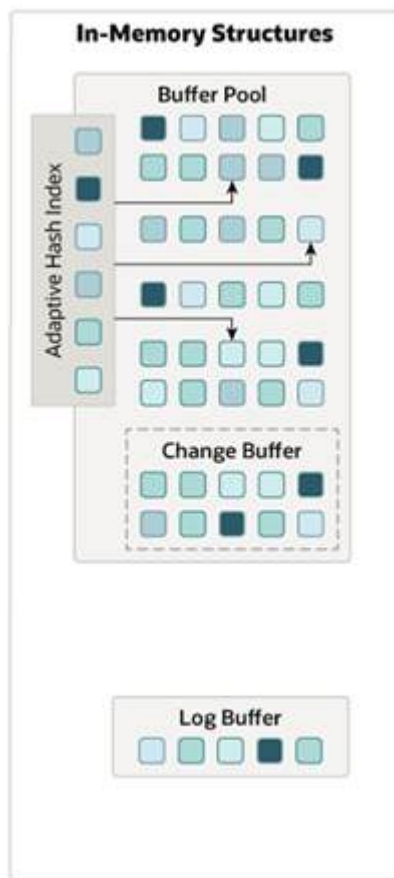 In-Memory Structures
Buffer Pool
Adaptive Hash Index
Change Buffer
Log Buffer